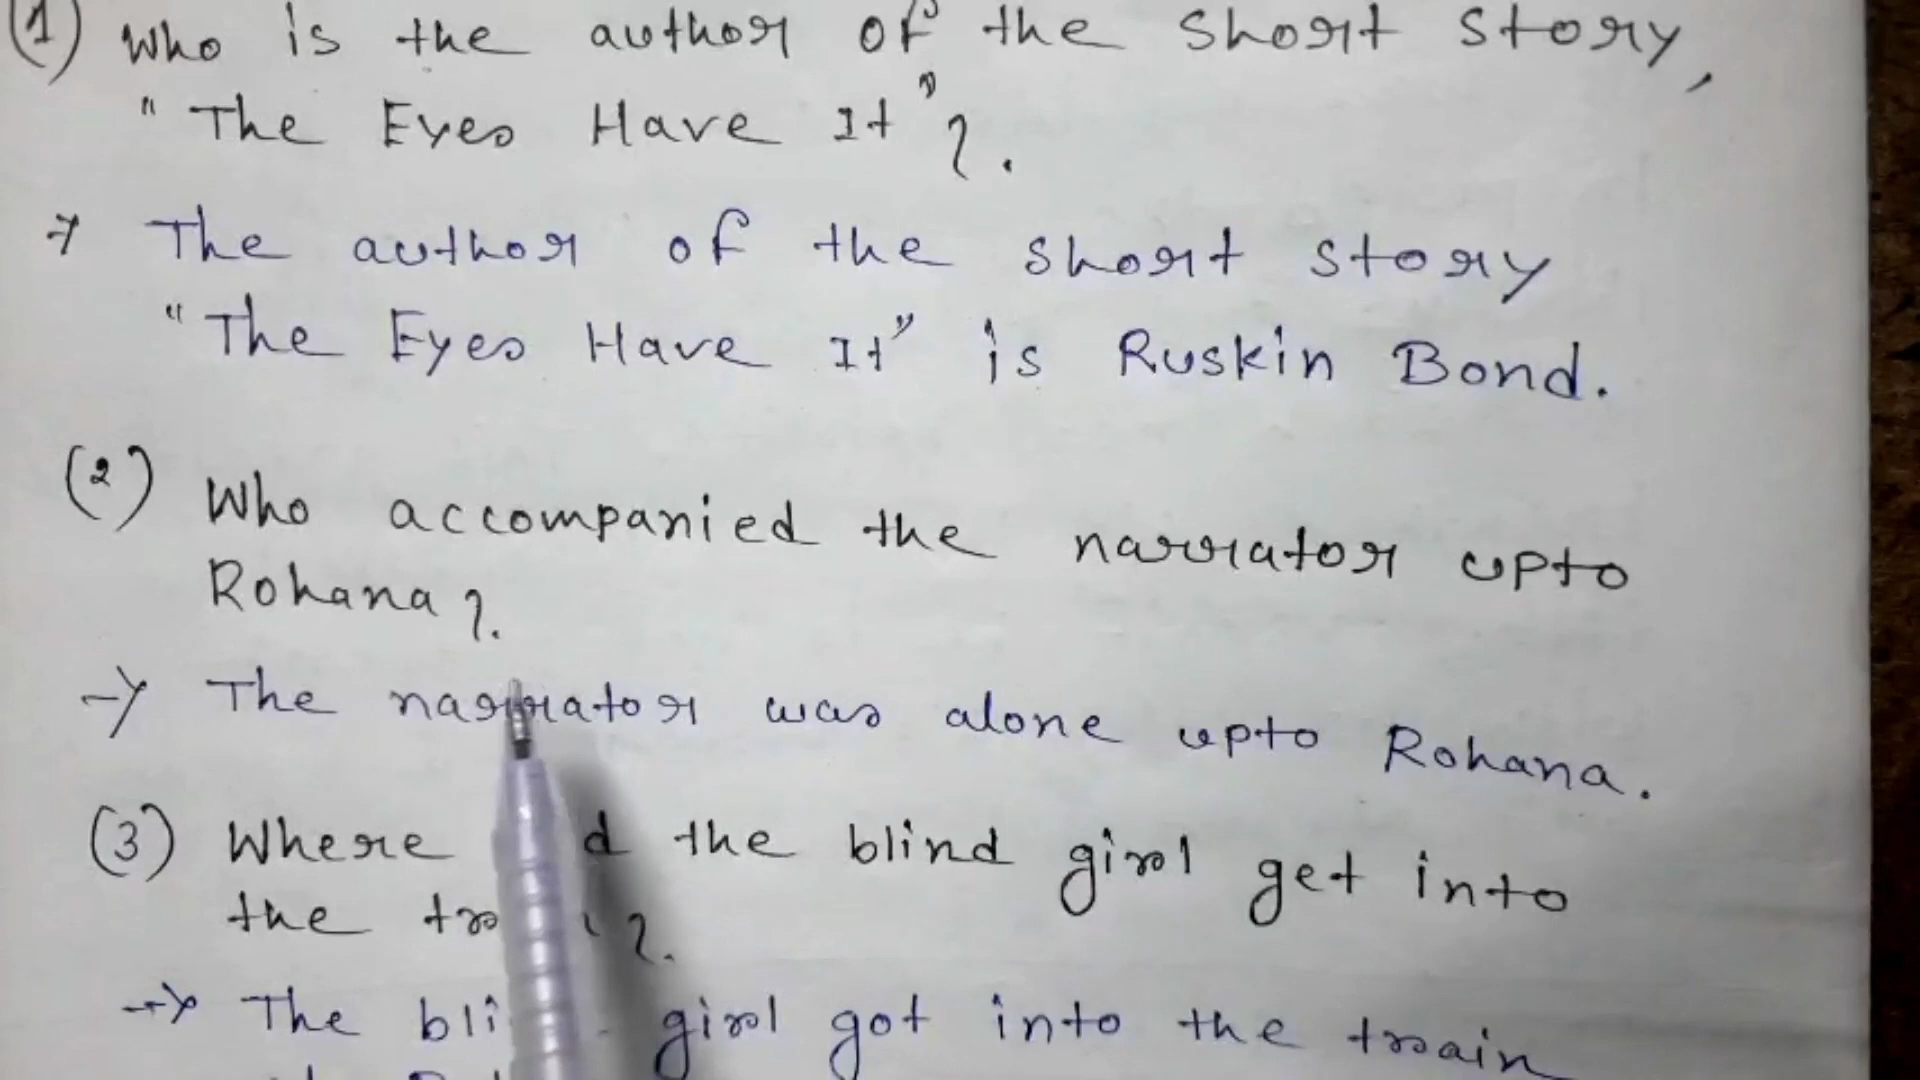 (1) Who is the author of the short story,
"The Eyes Have It"?.
→ The author of the short story
"The Eyes Have It" is Ruskin Bond.
(2) Who accompanied the narrator upto
Rohana?.
→ The narrator was alone upto Rohana.
(3) Where the blind girl get into
the ?.
→ The girl got into the train